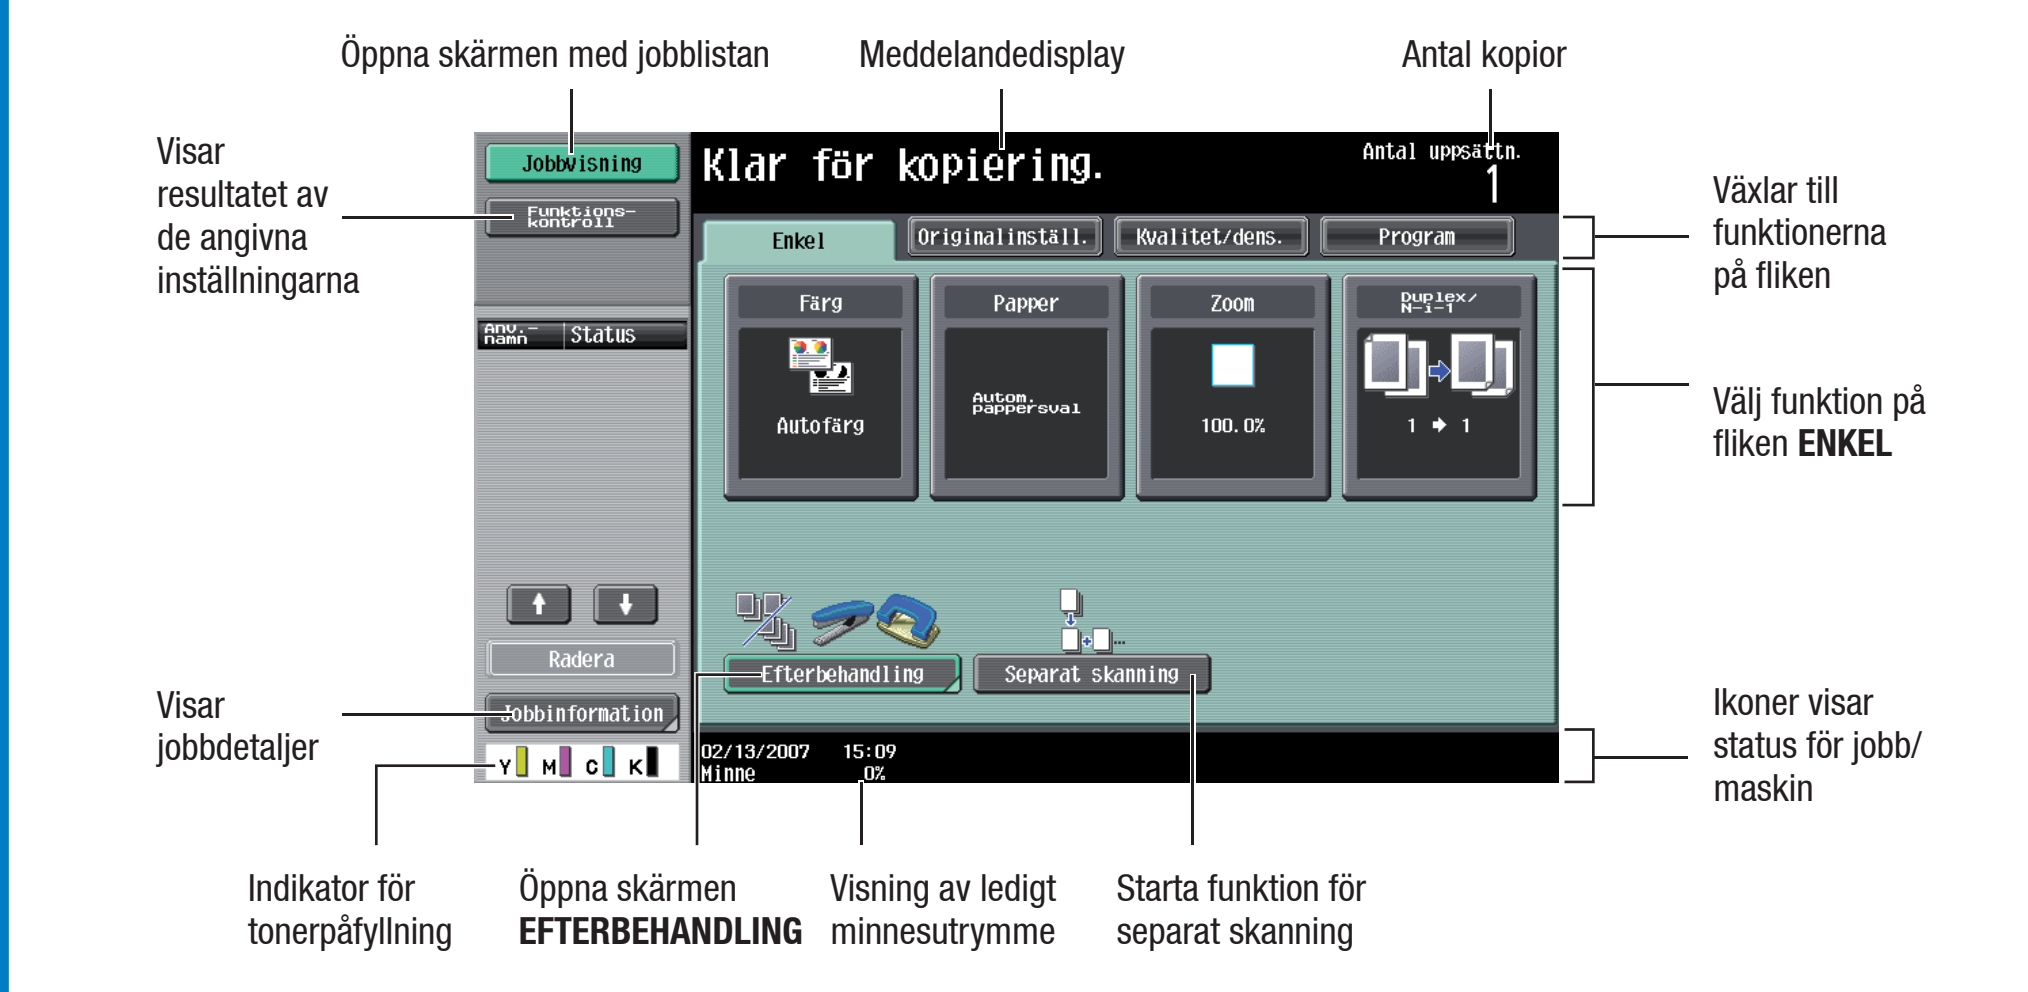 Öppna skärmen med jobblistan
Meddelandedisplay
Antal kopior
Visar
resultatet av
de angivna
inställningarna
Jobbvisning
Funktions-
kontroll
Klar för kopiering.
Antal uppsättn.
1
Enkel
Originalinställ.
Kvalitet/dens.
Program
Växlar till
funktionerna
på fliken
Anv.-
namn
Status
Färg
Autofärg
Papper
Autom.
pappersval
Zoom
100.0%
Duplex/
N-i-1
1 → 1
Välj funktion på
fliken ENKEL
Radera
Efterbehandling
Separat skanning
Visar
jobbdetaljer
Jobbinformation
Y M C K
02/13/2007 15:09
Minne 0%
Ikoner visar
status för jobb/
maskin
Indikator för
tonerpåfyllning
Öppna skärmen
EFTERBEHANDLING
Visning av ledigt
minnesutrymme
Starta funktion för
separat skanning